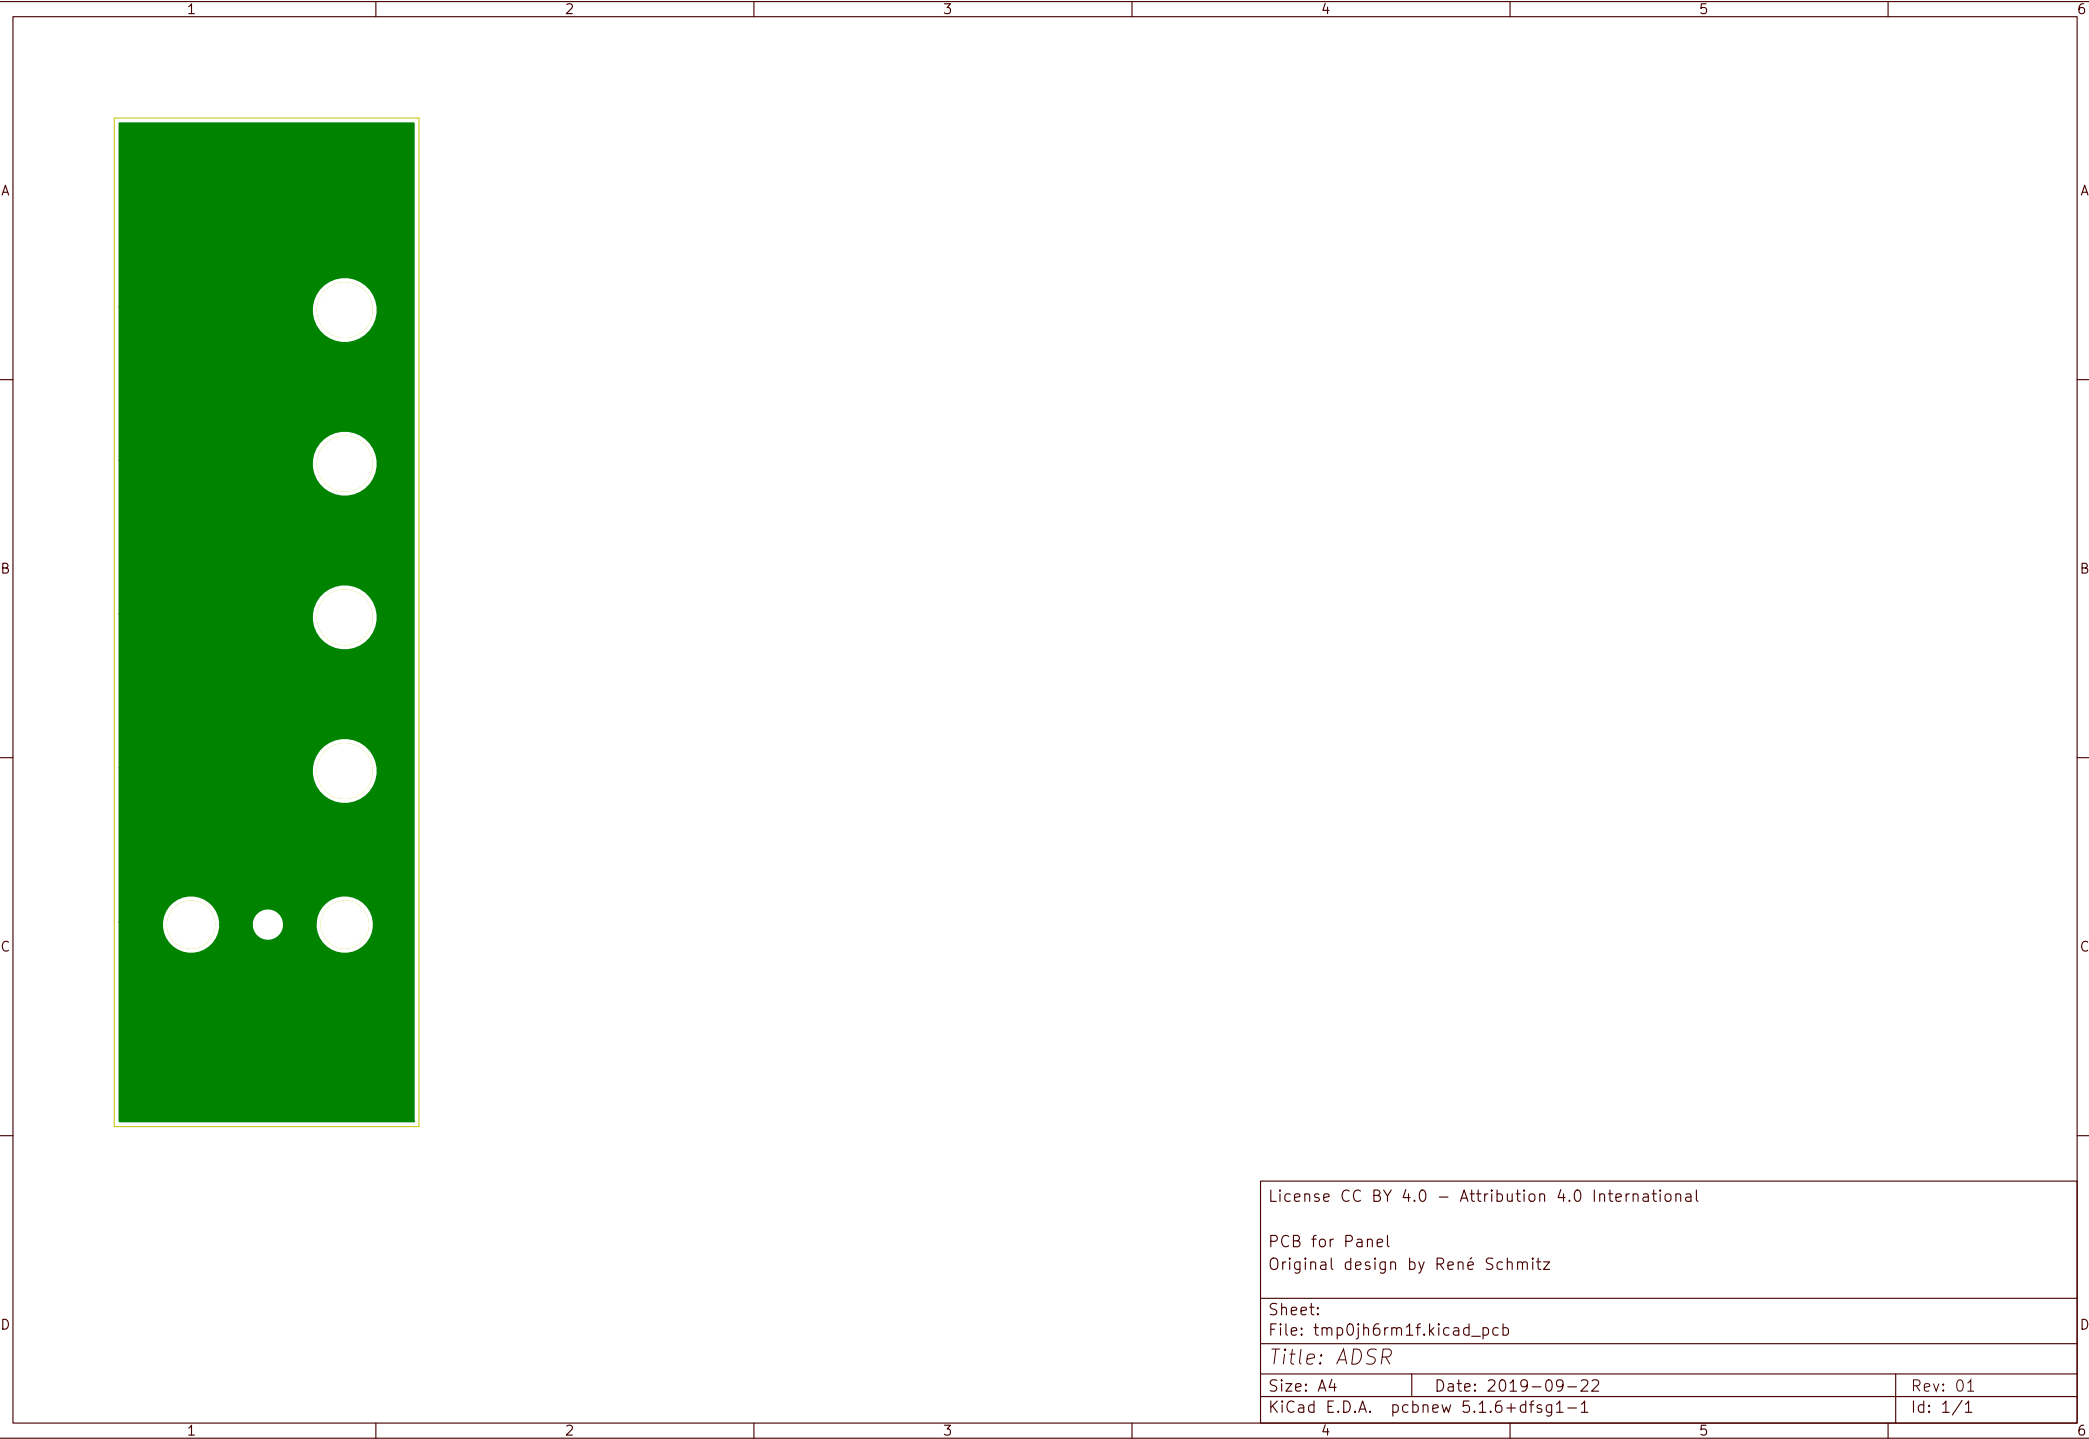 1 2 3 4 5 6
A A
B B
C C
License CC BY 4.0 – Attribution 4.0 International
PCB for Panel
Original design by René Schmitz
Sheet:
File: tmp0jh6rm1f.kicad_pcb
D D
Title: ADSR
Size: A4 Date: 2019-09-22 Rev: 01
KiCad E.D.A. pcbnew 5.1.6+dfsg1-1 Id: 1/1
1 2 3 4 5 6